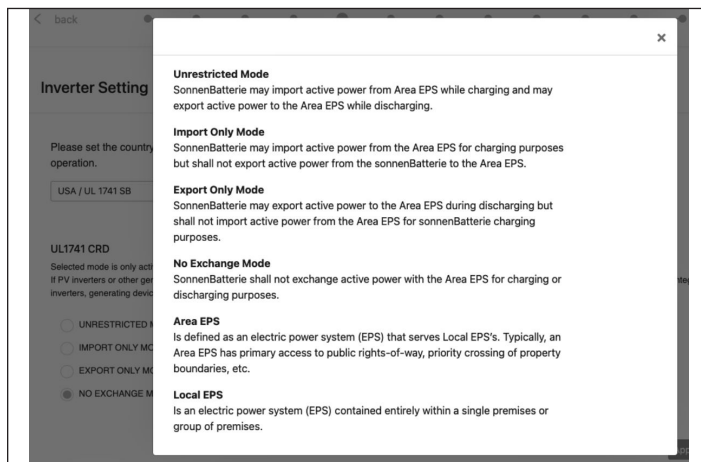 back
Inverter Setting
Please set the country
operation.
USA / UL 1741 SB
UL1741 CRD
Selected mode is only
If PV inverters or other
inverters, generating
UNRESTRICTED
IMPORT ONLY
EXPORT ONLY
NO EXCHANGE
×
Unrestricted Mode
SonnenBatterie may import active power from Area EPS while charging and may
export active power to the Area EPS while discharging.
Import Only Mode
SonnenBatterie may import active power from the Area EPS for charging purposes
but shall not export active power from the sonnenBatterie to the Area EPS.
Export Only Mode
SonnenBatterie may export active power to the Area EPS during discharging but
shall not import active power from the Area EPS for sonnenBatterie charging
purposes.
No Exchange Mode
SonnenBatterie shall not exchange active power with the Area EPS for charging or
discharging purposes.
Area EPS
Is defined as an electric power system (EPS) that serves Local EPS's. Typically, an
Area EPS has primary access to public rights-of-way, priority crossing of property
boundaries, etc.
Local EPS
Is an electric power system (EPS) contained entirely within a single premises or
group of premises.